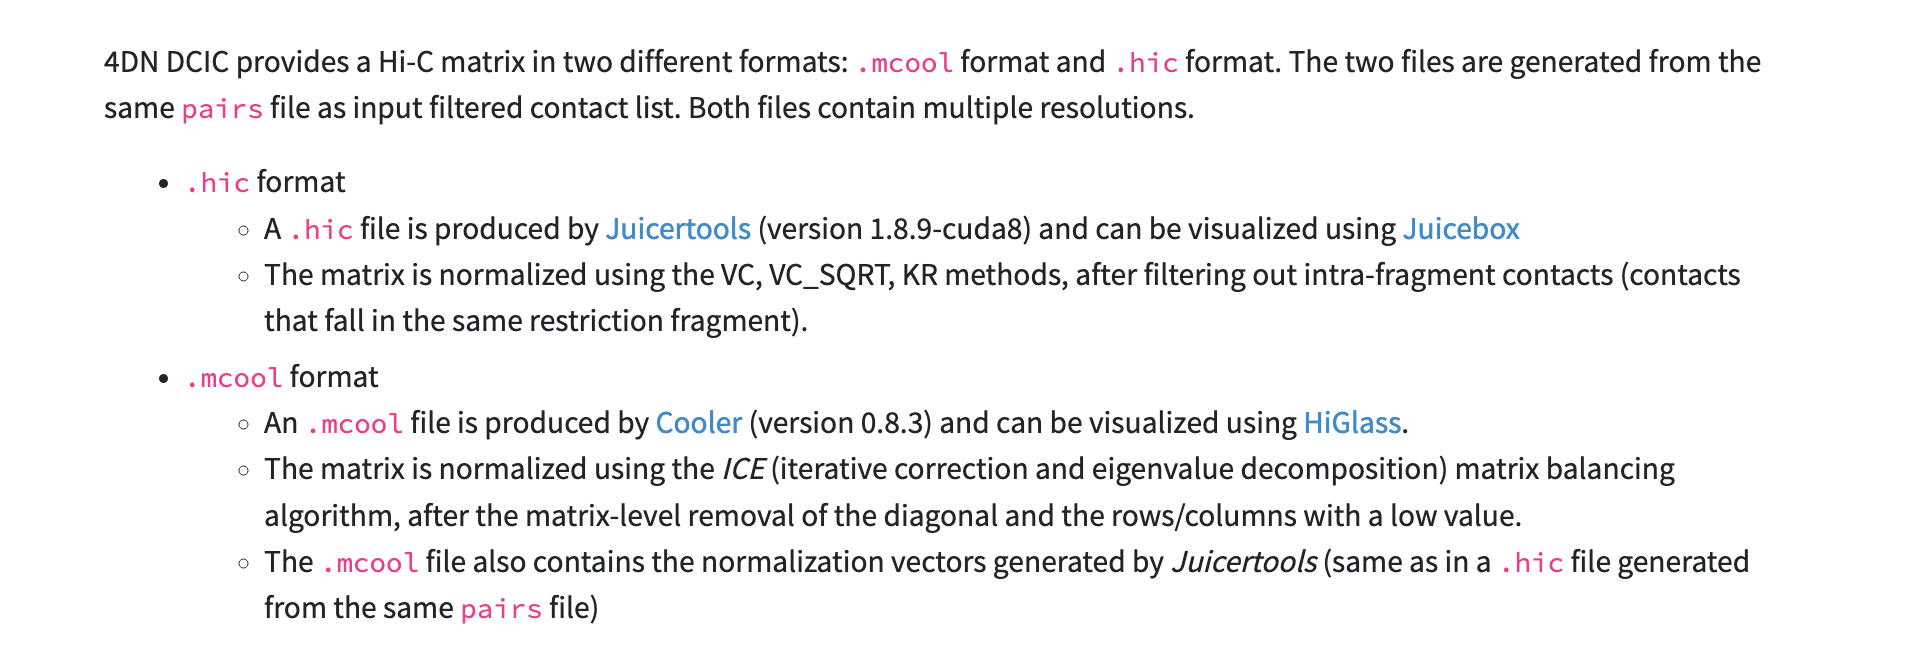 4DN DCIC provides a Hi-C matrix in two different formats: .mcool format and .hic format. The two files are generated from the
same pairs file as input filtered contact list. Both files contain multiple resolutions.
• .hic format
◦ A .hic file is produced by Juicertools (version 1.8.9-cuda8) and can be visualized using Juicebox
◦ The matrix is normalized using the VC, VC_SQRT, KR methods, after filtering out intra-fragment contacts (contacts
that fall in the same restriction fragment).
• .mcool format
◦ An .mcool file is produced by Cooler (version 0.8.3) and can be visualized using HiGlass.
◦ The matrix is normalized using the ICE (iterative correction and eigenvalue decomposition) matrix balancing
algorithm, after the matrix-level removal of the diagonal and the rows/columns with a low value.
◦ The .mcool file also contains the normalization vectors generated by Juicertools (same as in a .hic file generated
from the same pairs file)